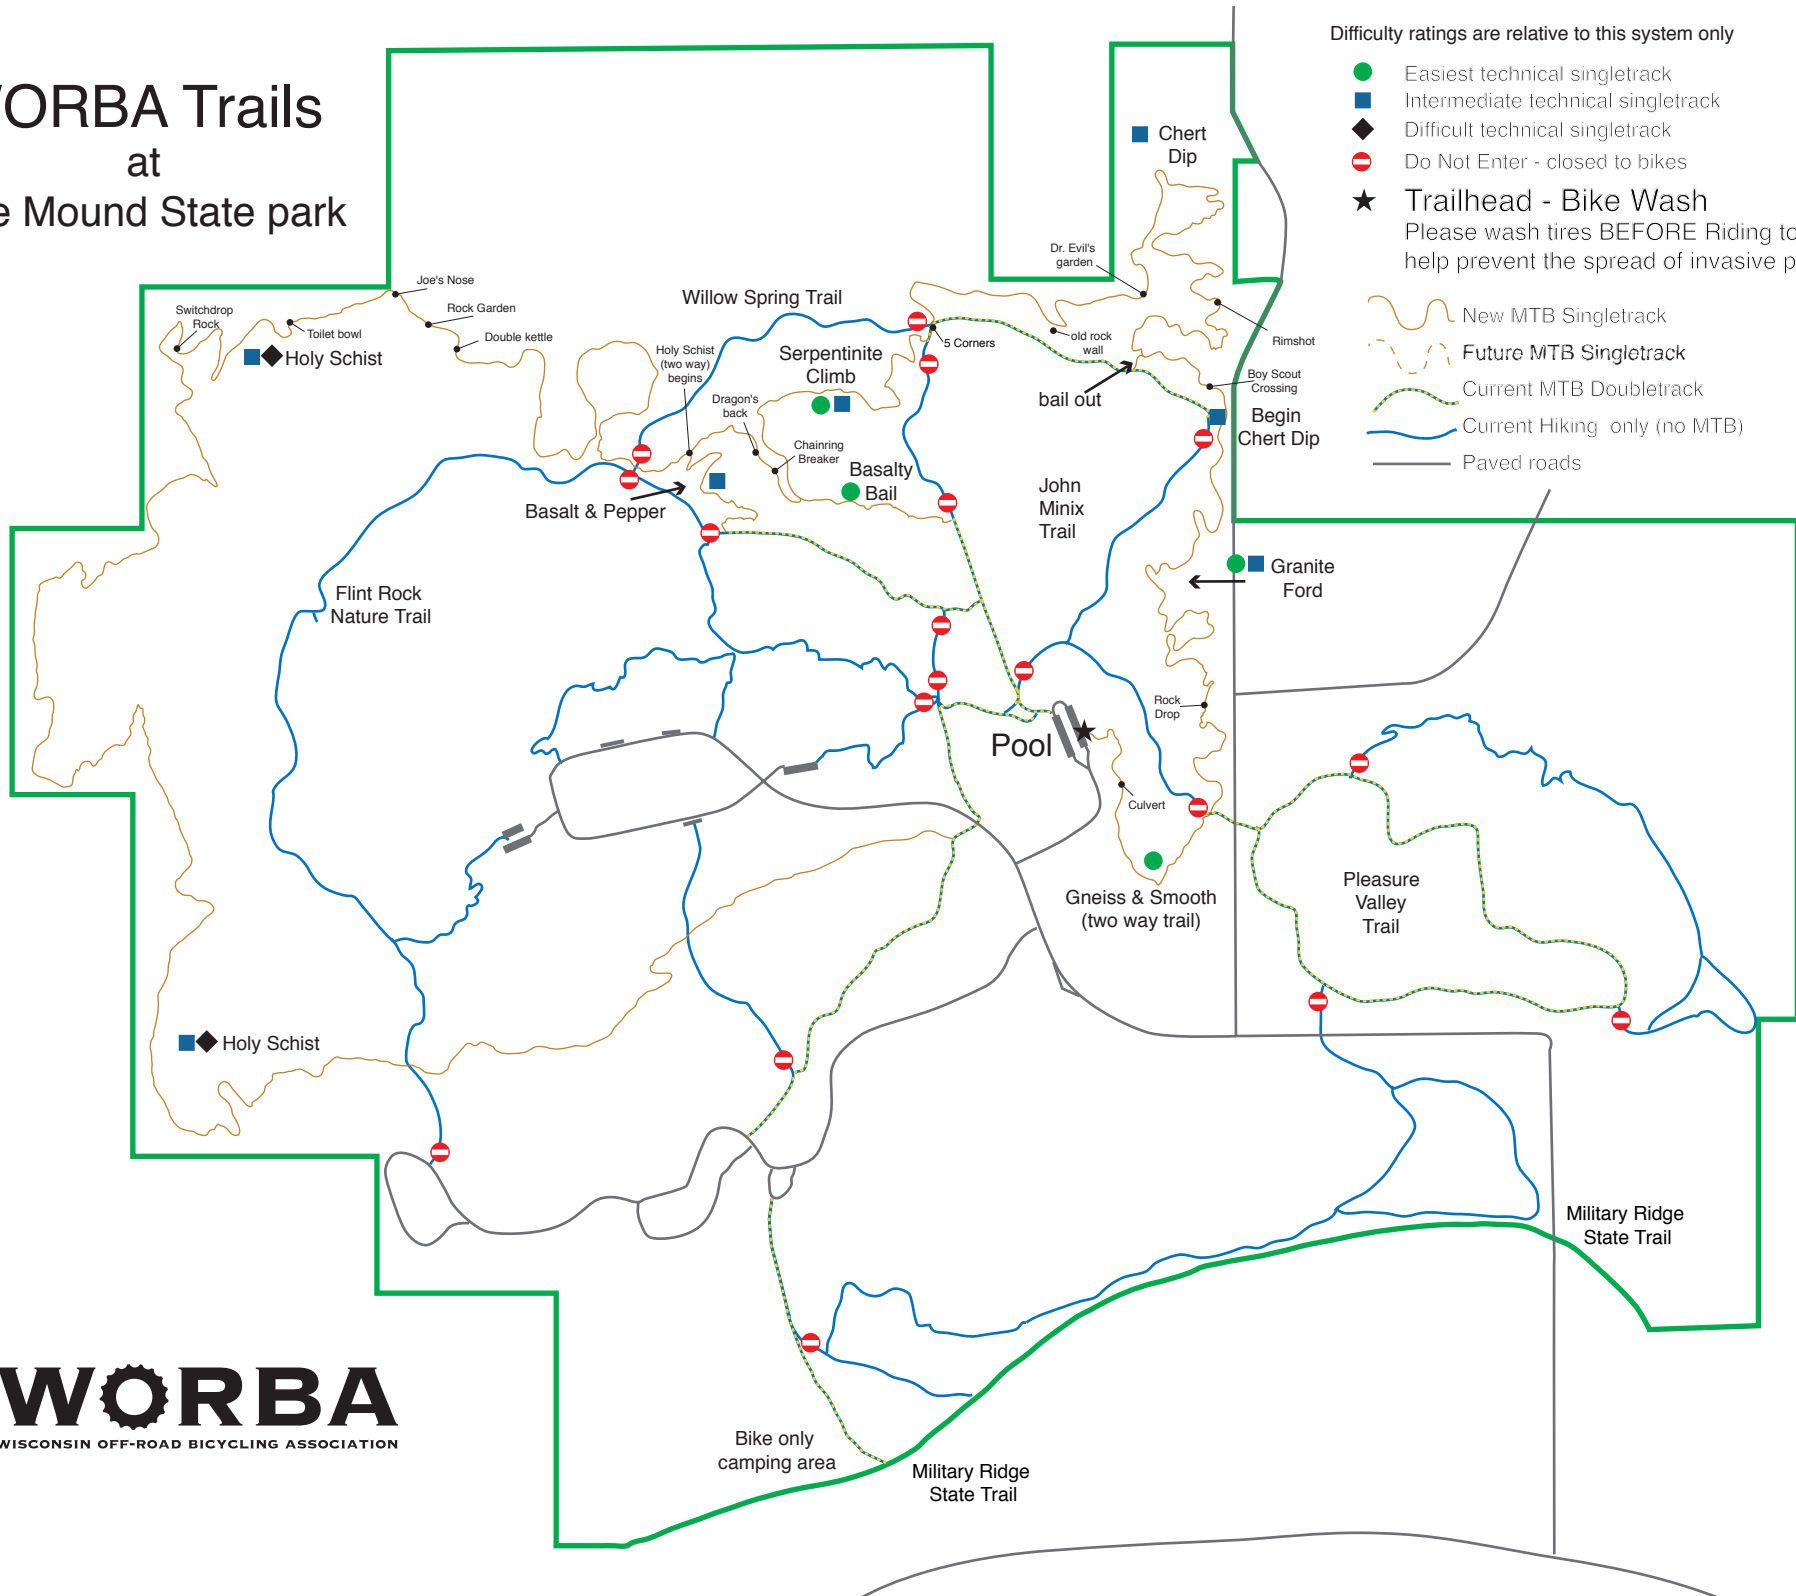 ORBA Trails
at
e Mound State park
Difficulty ratings are relative to this system only
Easiest technical singletrack
Intermediate technical singletrack
Difficult technical singletrack
Do Not Enter - closed to bikes
Trailhead - Bike Wash
Please wash tires BEFORE Riding to
help prevent the spread of invasive p
New MTB Singletrack
Future MTB Singletrack
Current MTB Doubletrack
Current Hiking only (no MTB)
Paved roads
Chert
Dip
Dr. Evil's
garden
Joe's Nose
Rock Garden
Double kettle
Switchdrop
Rock
Toilet bowl
Holy Schist
Willow Spring Trail
5 Corners
old rock
wall
Rimshot
Holy Schist
(two way)
begins
Serpentinite
Climb
Dragon's
back
Chainring
Breaker
bail out
Boy Scout
Crossing
Begin
Chert Dip
Basalty
Bail
Basalt & Pepper
John
Minix
Trail
Granite
Ford
Flint Rock
Nature Trail
Rock
Drop
Pool
Culvert
Gneiss & Smooth
(two way trail)
Pleasure
Valley
Trail
Holy Schist
Military Ridge
State Trail
WORBA
WISCONSIN OFF-ROAD BICYCLING ASSOCIATION
Bike only
camping area
Military Ridge
State Trail